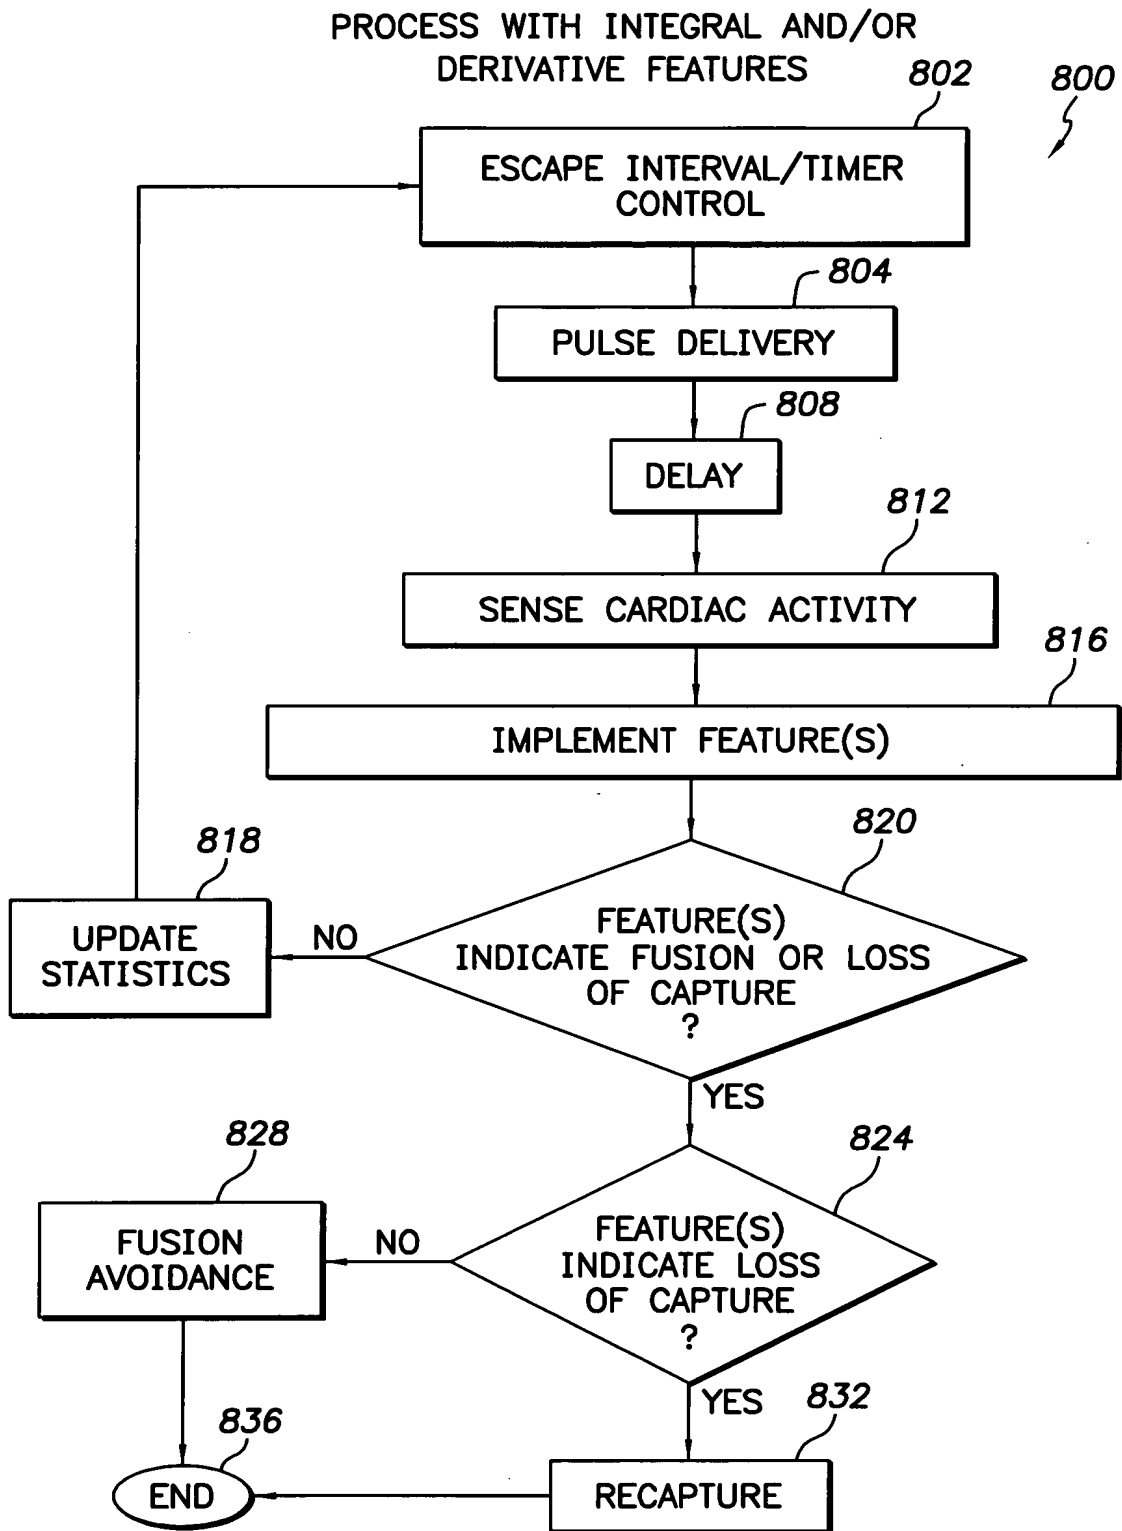 PROCESS WITH INTEGRAL AND/OR
DERIVATIVE FEATURES
800
802
ESCAPE INTERVAL/TIMER
CONTROL
804
PULSE DELIVERY
808
DELAY
812
SENSE CARDIAC ACTIVITY
816
IMPLEMENT FEATURE(S)
820
FEATURE(S)
INDICATE FUSION OR LOSS
OF CAPTURE
?
NO
818
UPDATE
STATISTICS
YES
824
FEATURE(S)
INDICATE LOSS
OF CAPTURE
?
NO
828
FUSION
AVOIDANCE
YES
832
RECAPTURE
836
END